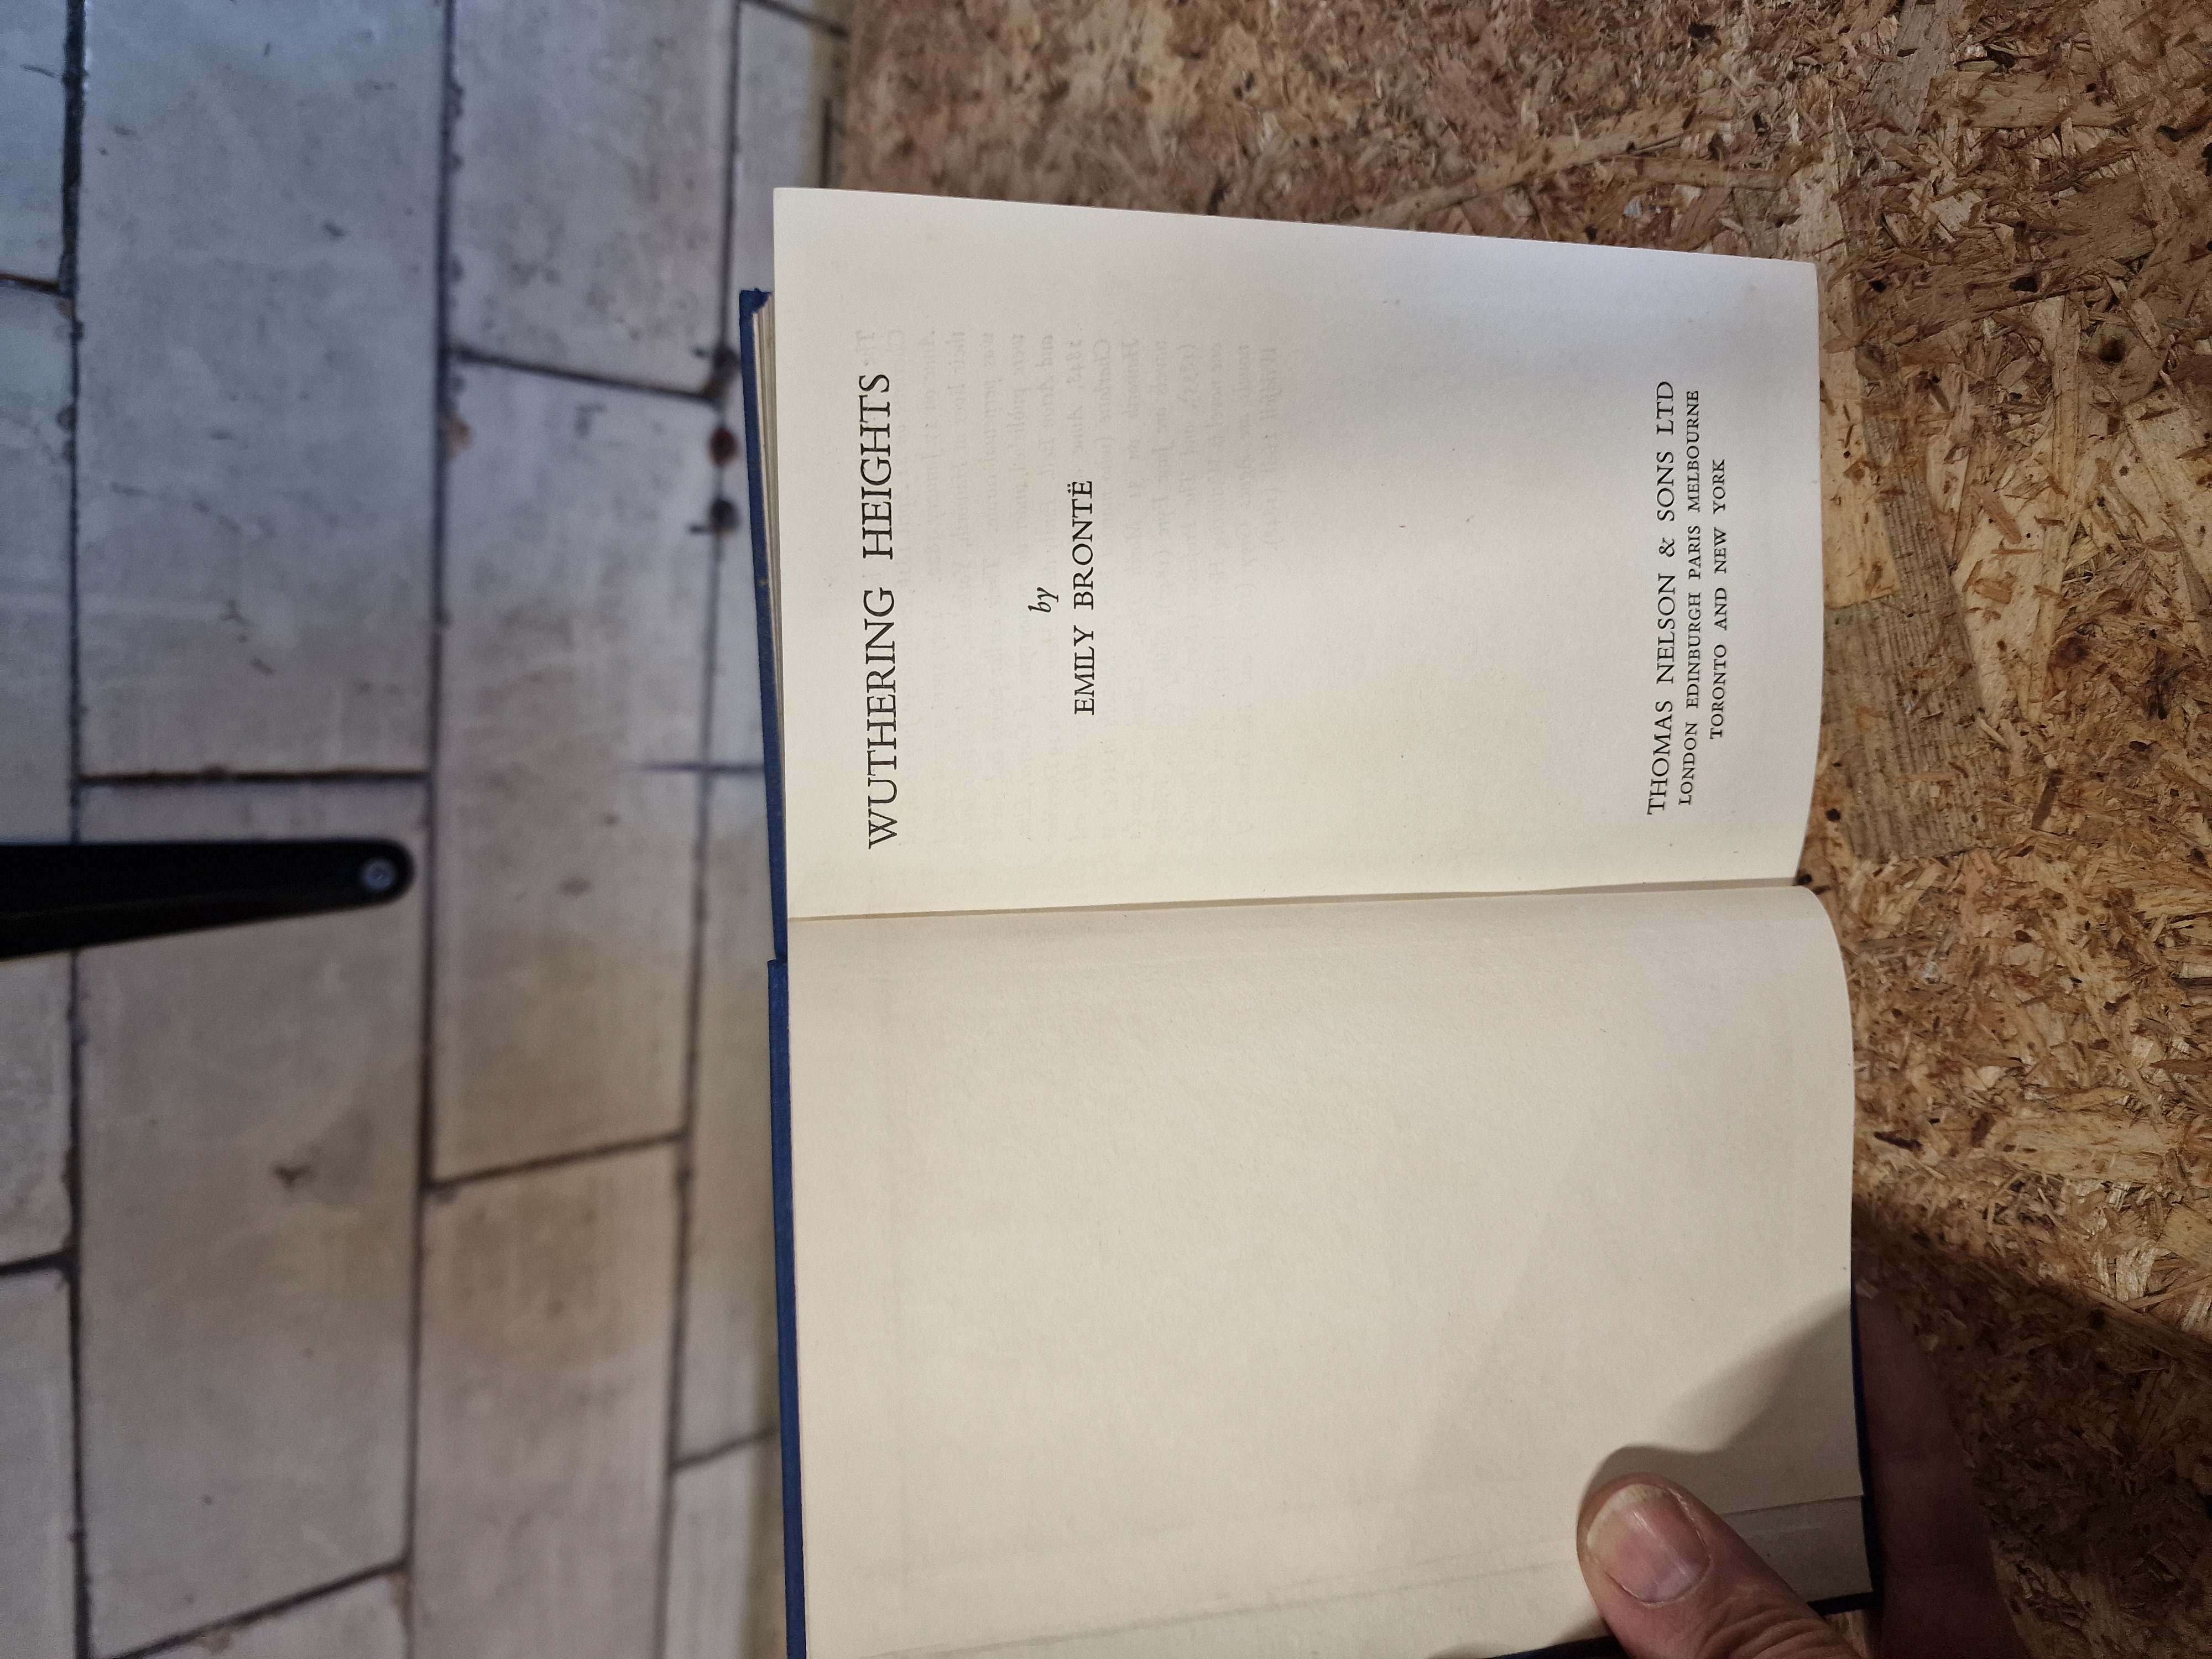 WUTHERING HEIGHTS
by
EMILY BRONTË
THOMAS NELSON & SONS LTD
LONDON EDINBURGH PARIS MELBOURNE
TORONTO AND NEW YORK